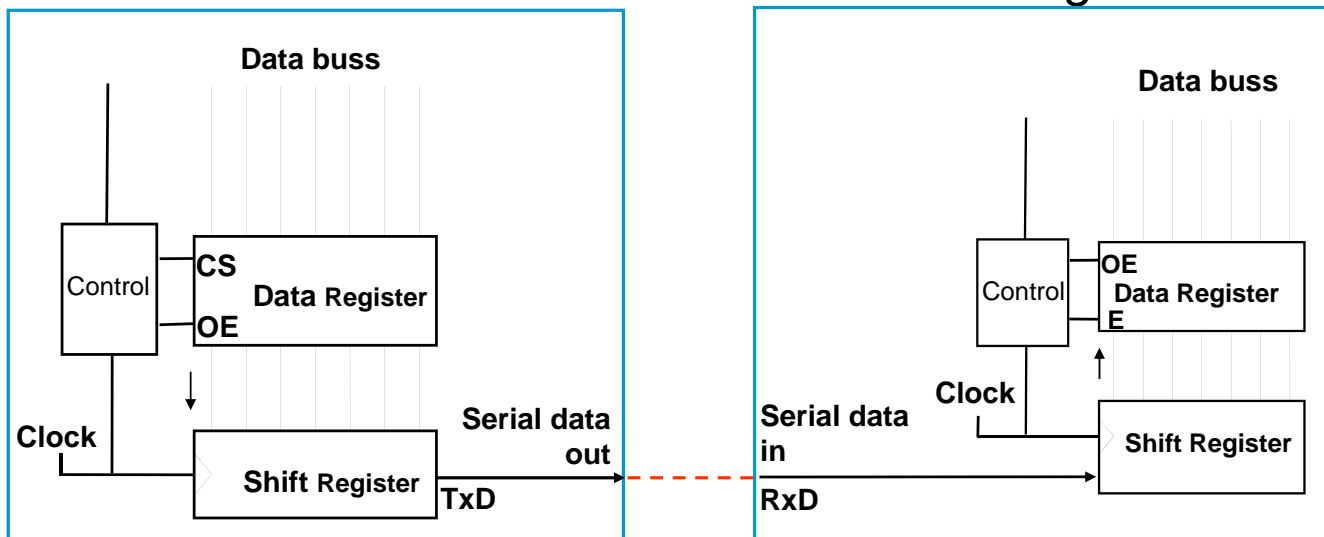 Data buss
CS
Control
Data Register
OE
Clock
Serial data
out
Shift Register
TxD
Data buss
OE
Control
Data Register
E
Clock
Serial data
in
Shift Register
RxD